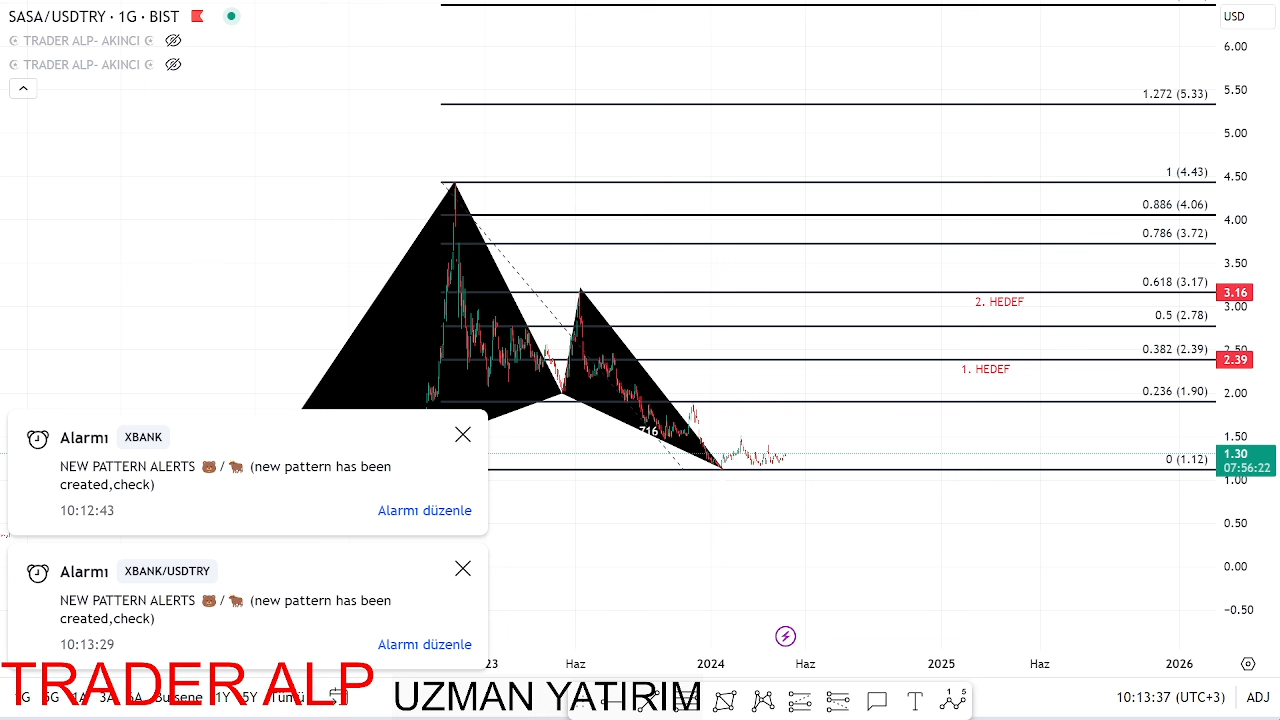 SASA/USDTRY · 1G · BIST
USD
TRADER ALP- AKINCI
TRADER ALP- AKINCI
6.00
1.272 (5.33)
5.50
5.00
1 (4.43)
4.50
0.886 (4.06)
4.00
0.786 (3.72)
3.50
0.618 (3.17)
3.16
2. HEDEF
3.00
0.5 (2.78)
2.50
0.382 (2.39)
2.39
1. HEDEF
0.236 (1.90)
2.00
716
1.50
0 (1.12)
1.30
07:56:22
1.00
0.50
0.00
−0.50
Alarmı XBANK
NEW PATTERN ALERTS 🐻 / 🐂 (new pattern has been
created,check)
10:12:43 Alarmı düzenle
Alarmı XBANK/USDTRY
NEW PATTERN ALERTS 🐻 / 🐂 (new pattern has been
created,check)
10:13:29 Alarmı düzenle
23 Haz 2024 Haz 2025 Haz 2026
TRADER ALP
UZMAN YATIRIM
1Y 5Y Tümü
10:13:37 (UTC+3) ADJ